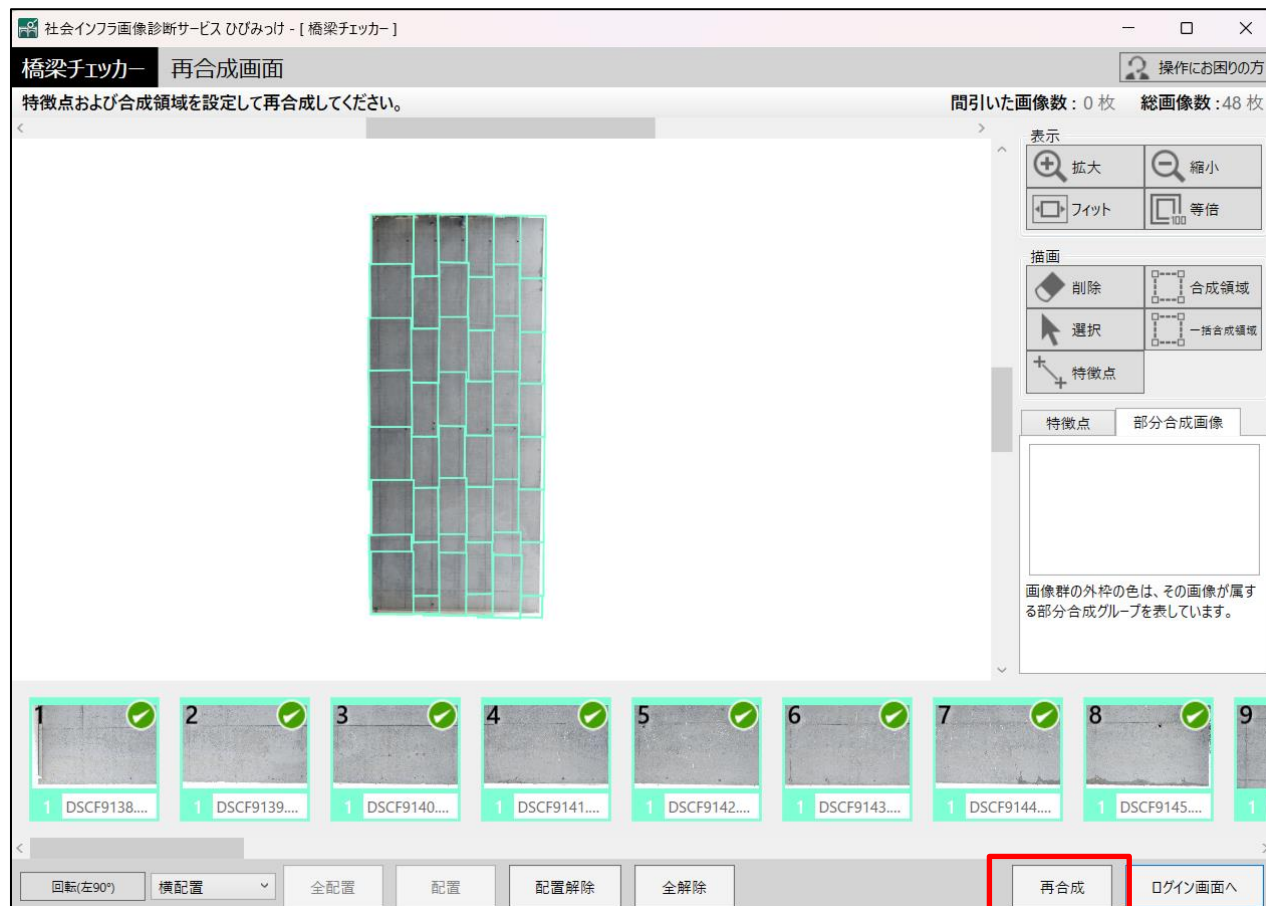 社会インフラ画像診断サービス ひびみっけ - [ 橋梁チェッカー ]
橋梁チェッカー 再合成画面 操作にお困りの方
特徴点および合成領域を設定して再合成してください。 間引いた画像数 : 0 枚 総画像数 :48 枚
表示
拡大 縮小
フィット 100 等倍
描画
削除 合成領域
選択 一括合成領域
特徴点
特徴点 部分合成画像
画像群の外枠の色は、その画像が属す
る部分合成グループを表しています。
1 2 3 4 5 6 7 8 9
1 DSCF9138.... 1 DSCF9139.... 1 DSCF9140.... 1 DSCF9141.... 1 DSCF9142.... 1 DSCF9143.... 1 DSCF9144.... 1 DSCF9145.... 1
回転(左90°) 横配置 全配置 配置 配置解除 全解除 再合成 ログイン画面へ